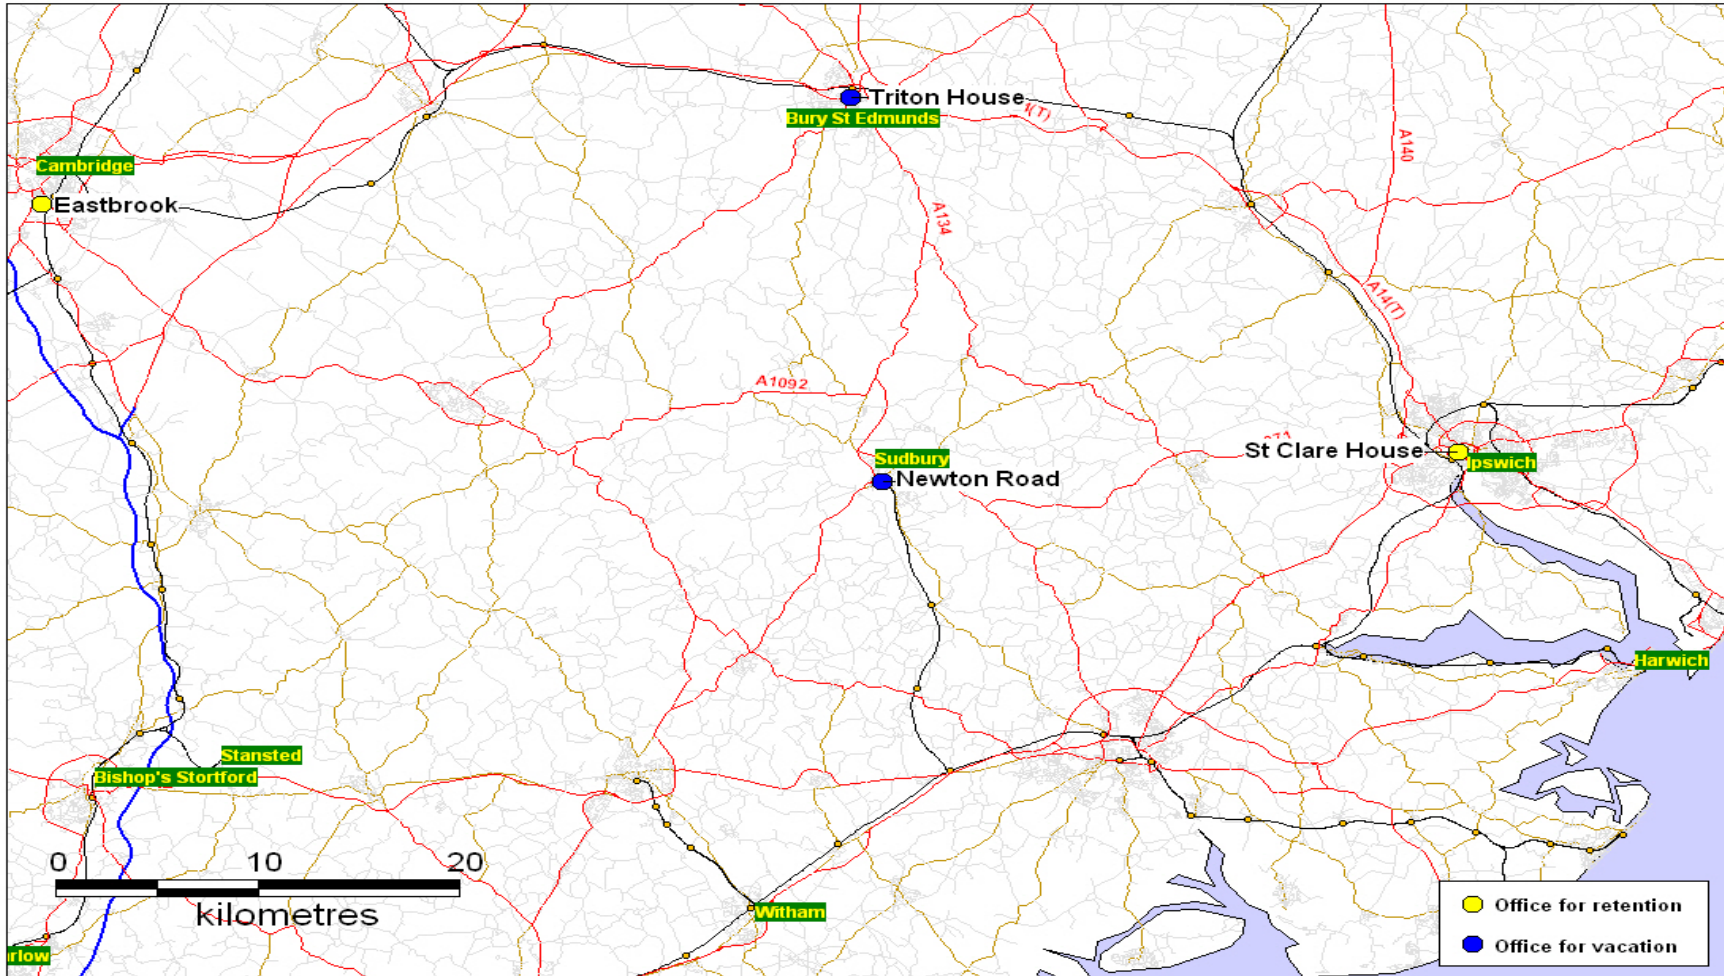 Triton House
4(T)
Bury St Edmunds
A140
Cambridge
Eastbrook
A134
A14(T)
A1092
St Clare House
Sudbury
Ipswich
Newton Road
Harwich
Stansted
Bishop's Stortford
0 10 20
kilometres
Witham
rlow
Office for retention
Office for vacation